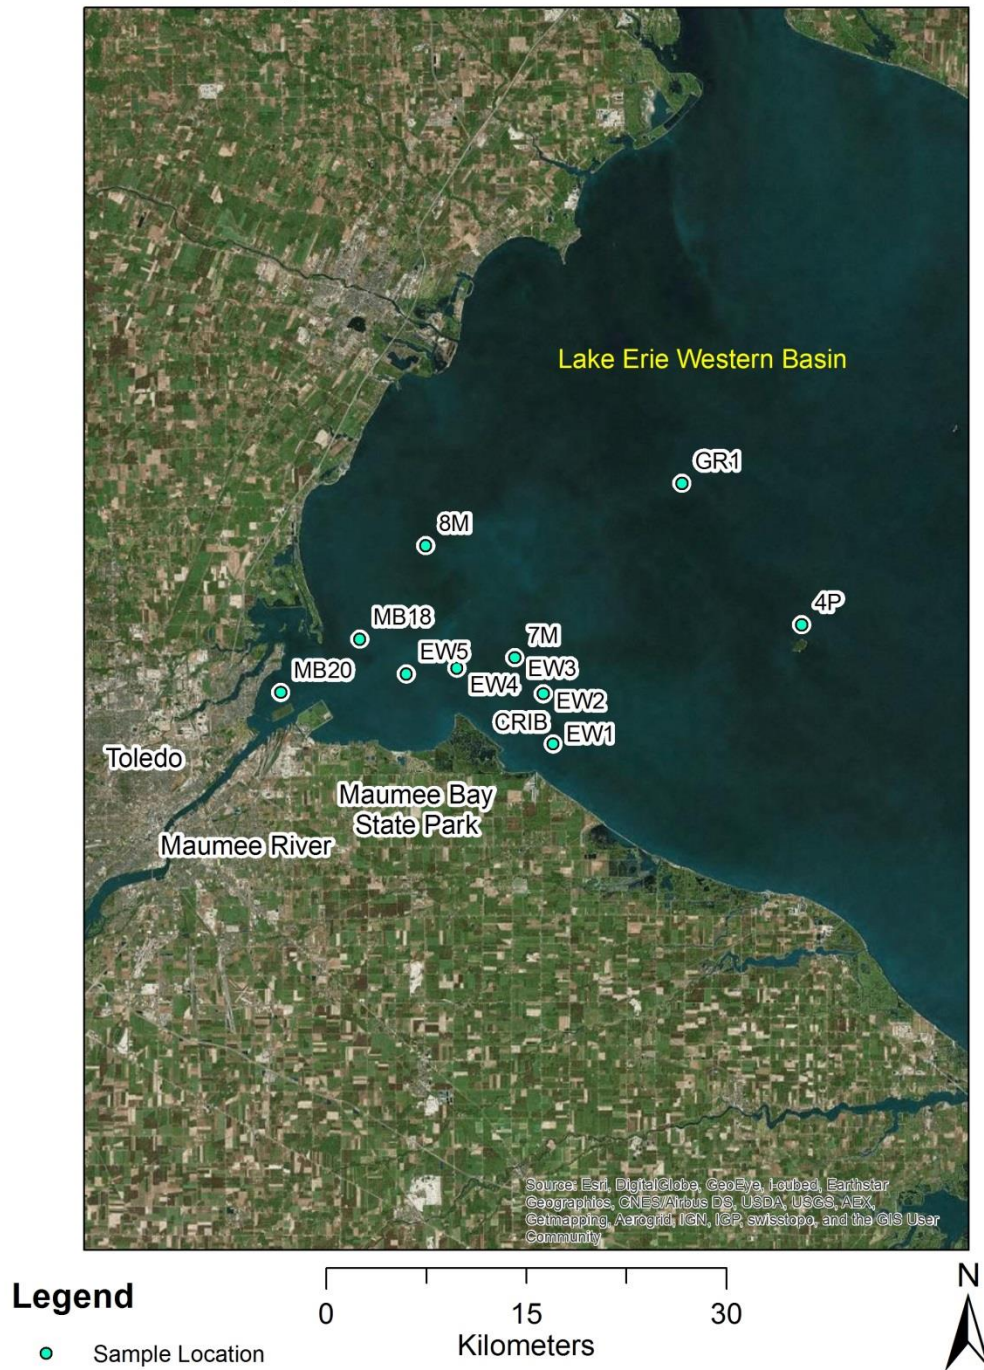 Lake Erie Western Basin
GR1
8M
4P
MB18
7M
EW5
EW3
MB20
EW4
EW2
CRIB
EW1
Toledo
Maumee Bay
State Park
Maumee River
Source: Esri, DigitalGlobe, GeoEye, i-cubed, Earthstar
Geographics, CNES/Airbus DS, USDA, USGS, AEX,
Getmapping, Aerogrid, IGN, IGP, swisstopo, and the GIS User
Community
Legend
Sample Location
0 15 30
Kilometers
N